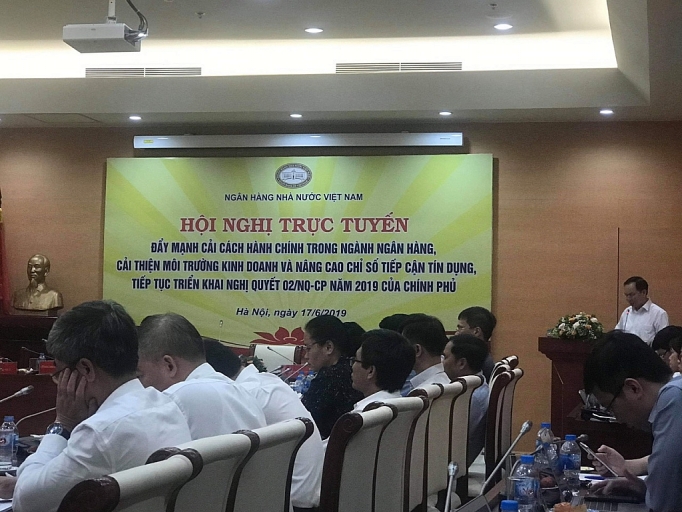 NGÂN HÀNG NHÀ NƯỚC VIỆT NAM
HỘI NGHỊ TRỰC TUYẾN
ĐẨY MẠNH CẢI CÁCH HÀNH CHÍNH TRONG NGÀNH NGÂN HÀNG,
CẢI THIỆN MÔI TRƯỜNG KINH DOANH VÀ NÂNG CAO CHỈ SỐ TIẾP CẬN TÍN DỤNG,
TIẾP TỤC TRIỂN KHAI NGHỊ QUYẾT 02/NQ-CP NĂM 2019 CỦA CHÍNH PHỦ
Hà Nội, ngày 17/6/2019